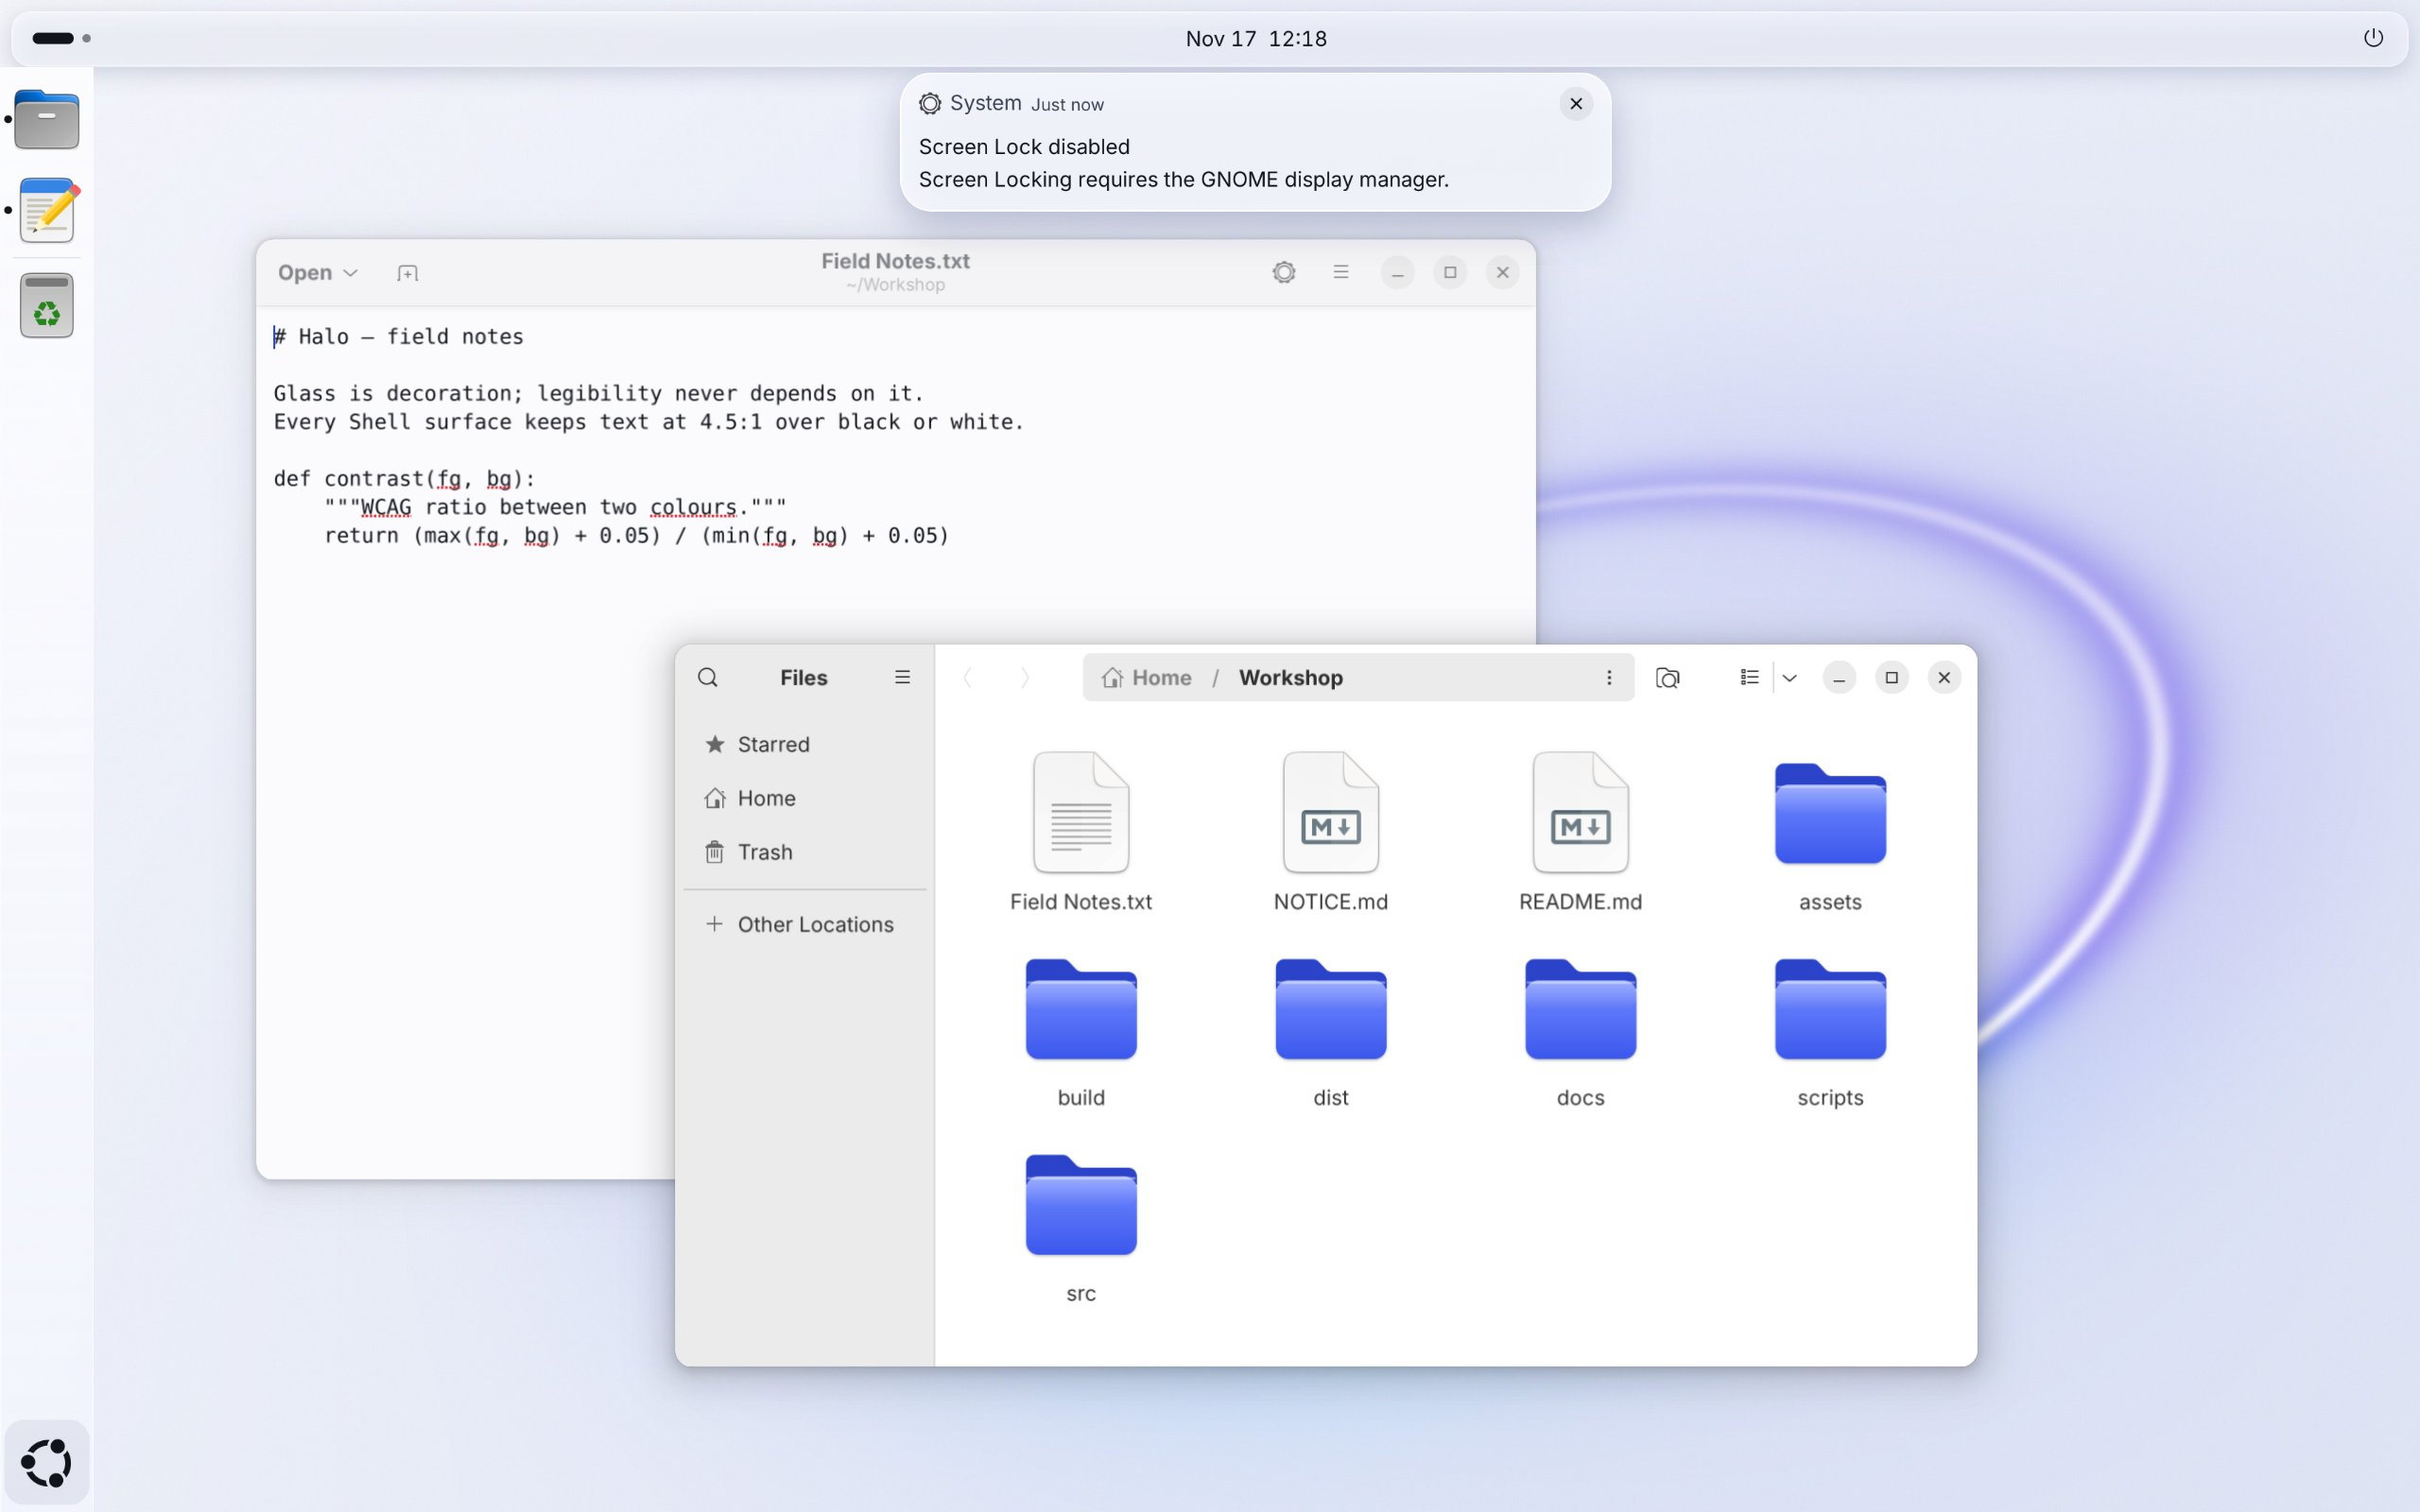 Nov 17 12:18
System Just now
Screen Lock disabled
Screen Locking requires the GNOME display manager.
Open
Field Notes.txt
~/Workshop
# Halo — field notes
Glass is decoration; legibility never depends on it.
Every Shell surface keeps text at 4.5:1 over black or white.
def contrast(fg, bg):
    """WCAG ratio between two colours."""
    return (max(fg, bg) + 0.05) / (min(fg, bg) + 0.05)
Files
Home / Workshop
Starred
Home
Trash
Other Locations
Field Notes.txt
NOTICE.md
README.md
assets
build
dist
docs
scripts
src